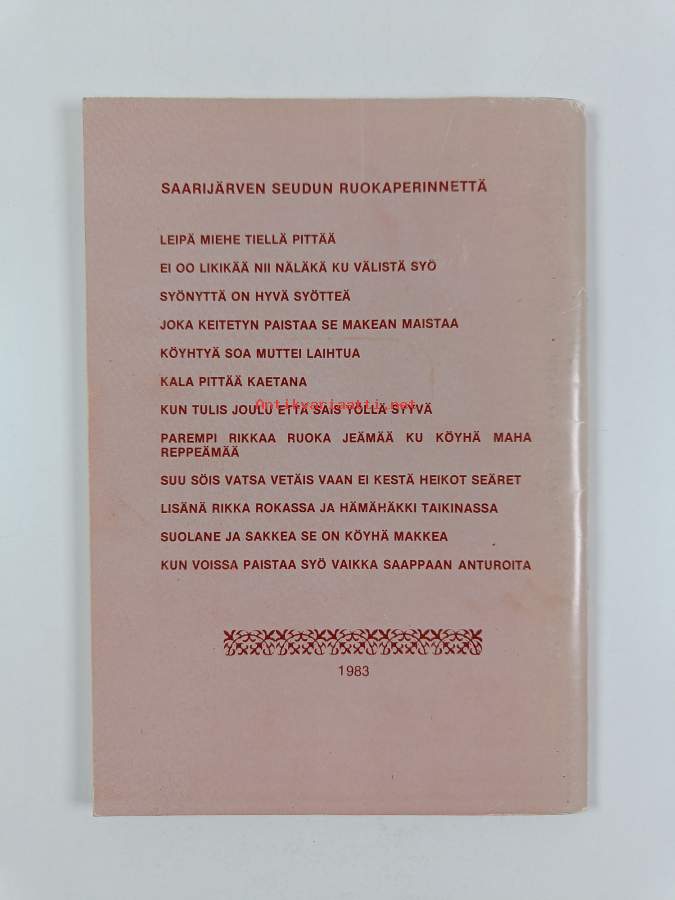 SAARIJÄRVEN SEUDUN RUOKAPERINNETTÄ
LEIPÄ MIEHE TIELLÄ PITTÄÄ
EI OO LIKIKÄÄ NII NÄLÄKÄ KU VÄLISTÄ SYÖ
SYÖNYTTÄ ON HYVÄ SYÖTTEÄ
JOKA KEITETYN PAISTAA SE MAKEAN MAISTAA
KÖYHTYÄ SOA MUTTEI LAIHTUA
KALA PITTÄÄ KAETANA
Antikvariaatti.net
KUN TULIS JOULU ETTÄ SAIS YÖLLÄ SYYVÄ
PAREMPI RIKKAA RUOKA JEÄMÄÄ KU KÖYHÄ MAHA
REPPEÄMÄÄ
SUU SÖIS VATSA VETÄIS VAAN EI KESTÄ HEIKOT SEÄRET
LISÄNÄ RIKKA ROKASSA JA HÄMÄHÄKKI TAIKINASSA
SUOLANE JA SAKKEA SE ON KÖYHÄ MAKKEA
KUN VOISSA PAISTAA SYÖ VAIKKA SAAPPAAN ANTUROITA
1983